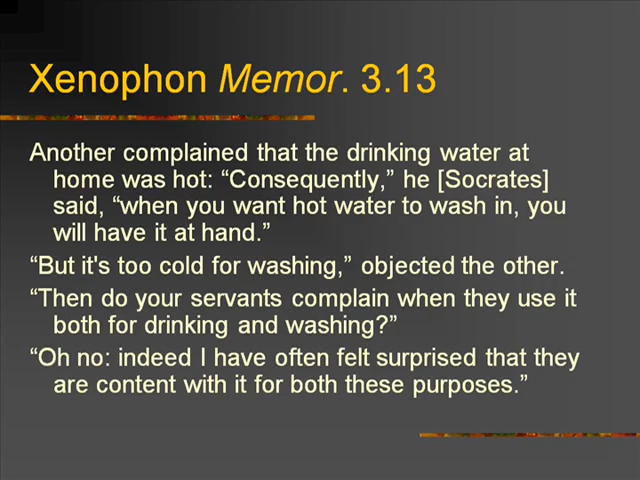 Xenophon Memor. 3.13
Another complained that the drinking water at
home was hot: “Consequently,” he [Socrates]
said, “when you want hot water to wash in, you
will have it at hand.”
“But it's too cold for washing,” objected the other.
“Then do your servants complain when they use it
both for drinking and washing?”
“Oh no: indeed I have often felt surprised that they
are content with it for both these purposes.”